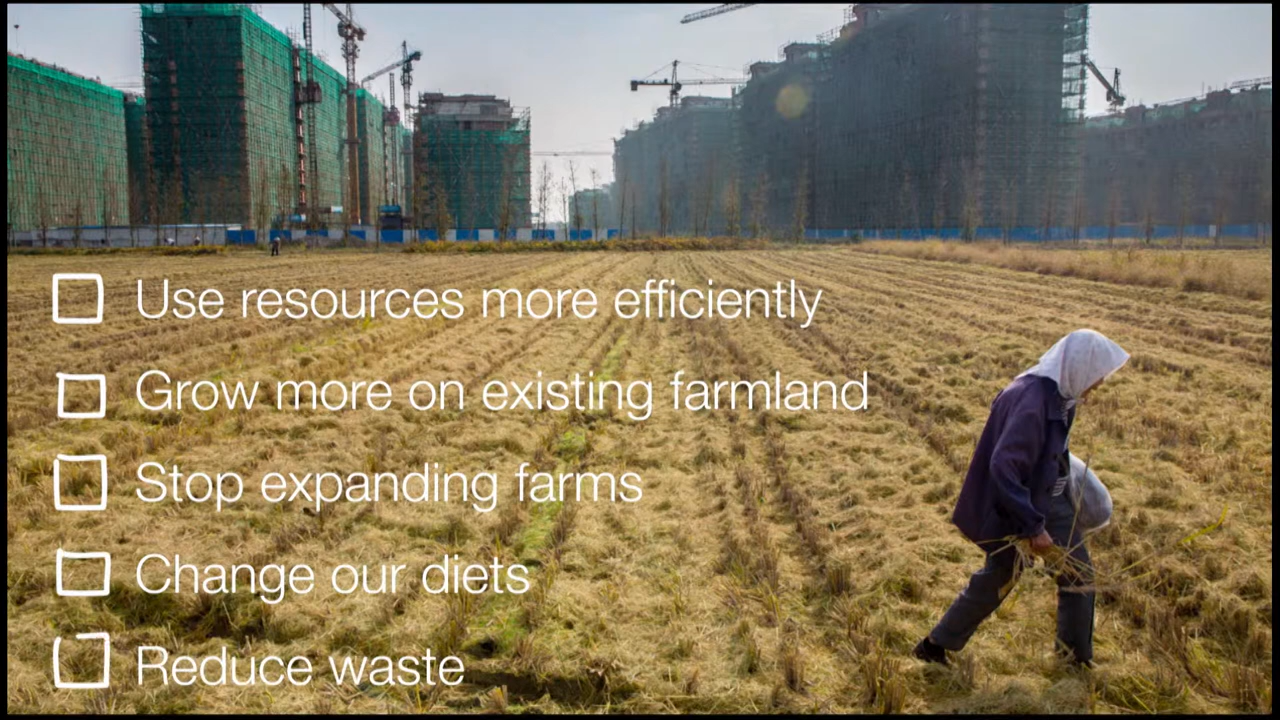 Use resources more efficiently
Grow more on existing farmland
Stop expanding farms
Change our diets
Reduce waste